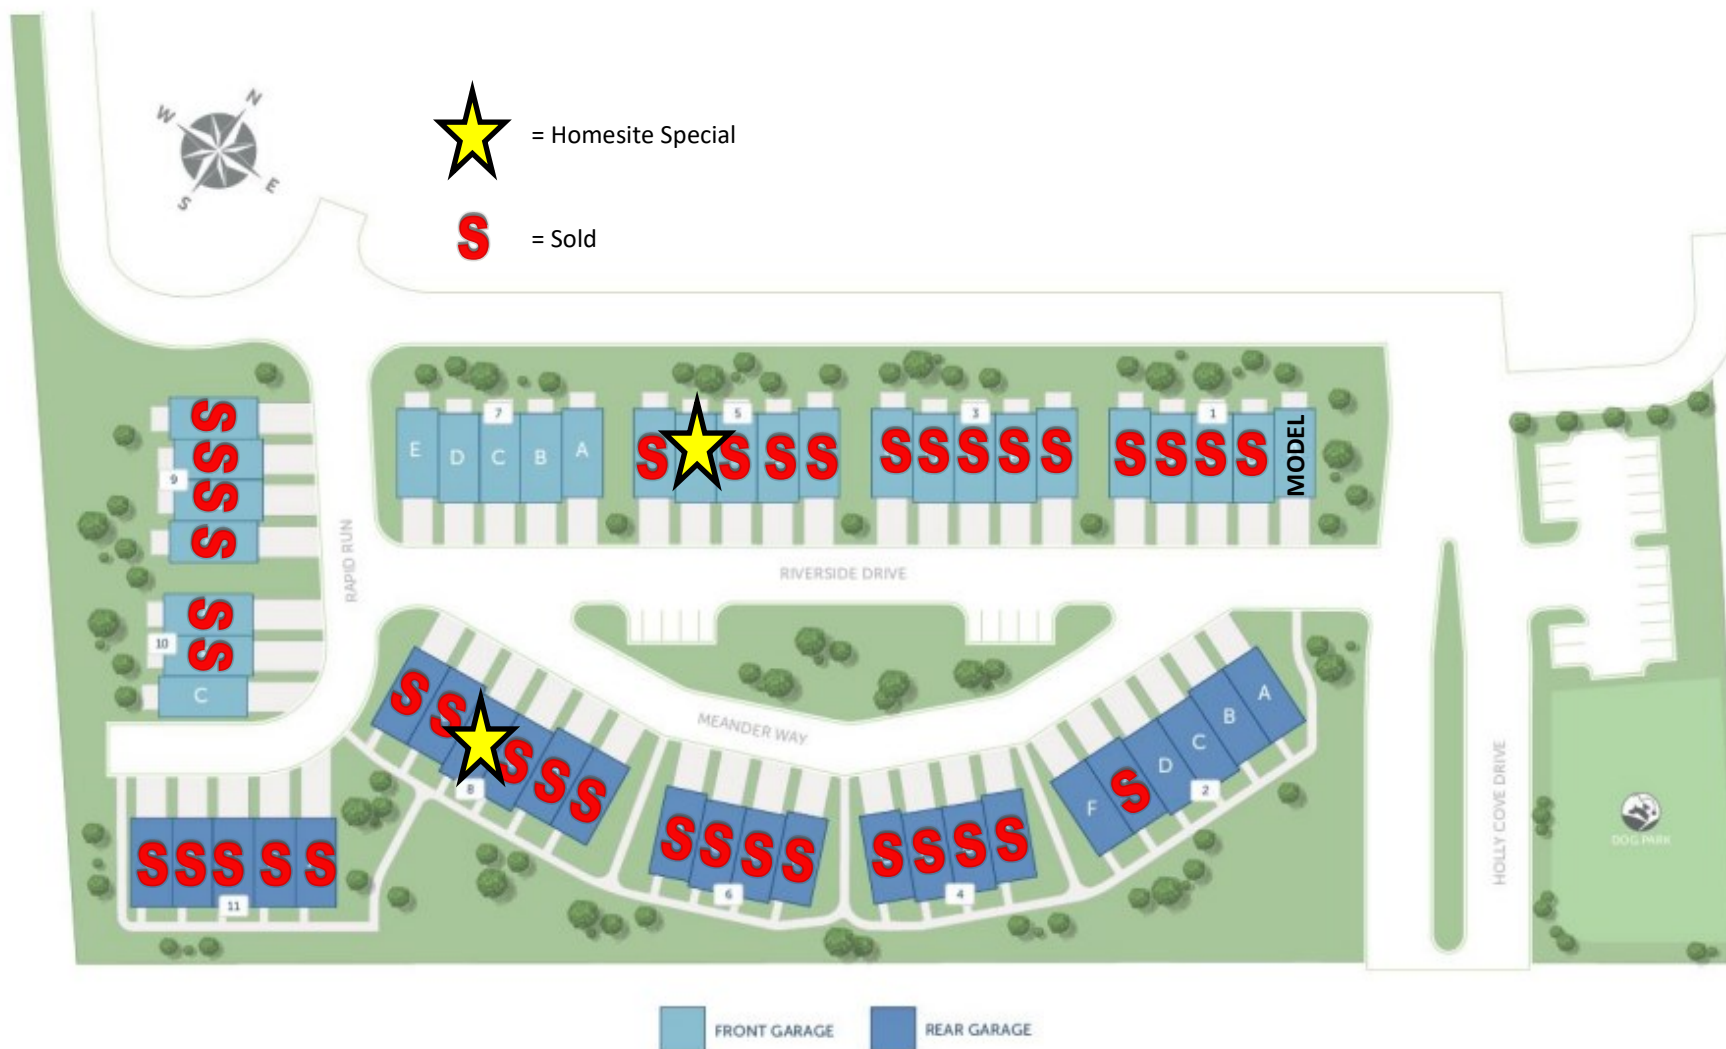 N
W
E
S
= Homesite Special
S = Sold
7
5
3
1
E D C B A
S S S S
S S S S S
S S S S
MODEL
S
S
S
S
9
RAPID RUN
RIVERSIDE DRIVE
S
S
10
C
MEANDER WAY
S S S S S
8
S S S S
6
S S S S
4
F S D C B A
2
HOLLY COVE DRIVE
DOG PARK
S S S S S
11
FRONT GARAGE
REAR GARAGE